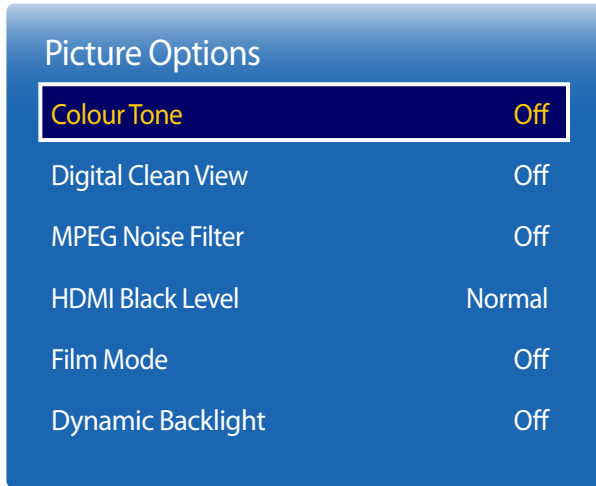 Picture Options
Colour Tone Off
Digital Clean View Off
MPEG Noise Filter Off
HDMI Black Level Normal
Film Mode Off
Dynamic Backlight Off